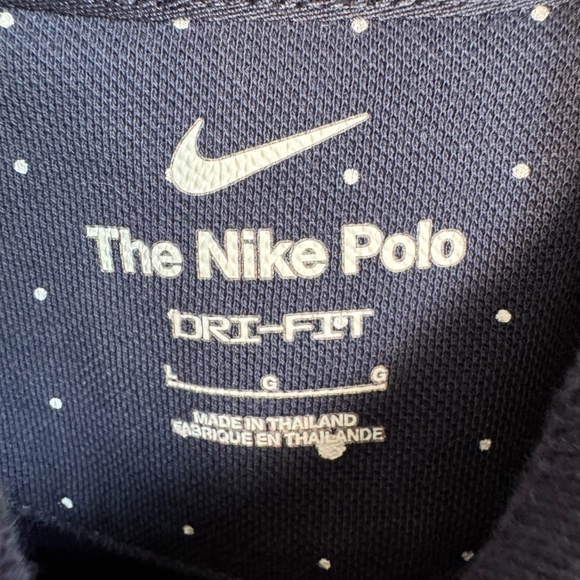 The Nike Polo
DRI-FIT
L G G
MADE IN THAILAND
FABRIQUE EN THAILANDE